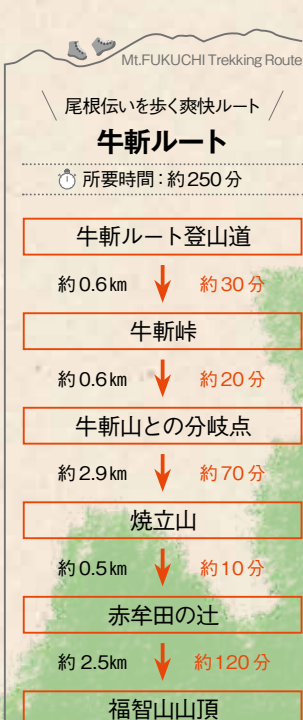 Mt.FUKUCHI Trekking Route
尾根伝いを歩く爽快ルート
牛斬ルート
所要時間：約250分
牛斬ルート登山道
約0.6㎞ 約30分
牛斬峠
約0.6㎞ 約20分
牛斬山との分岐点
約2.9㎞ 約70分
焼立山
約0.5㎞ 約10分
赤牟田の辻
約2.5㎞ 約120分
福智山山頂